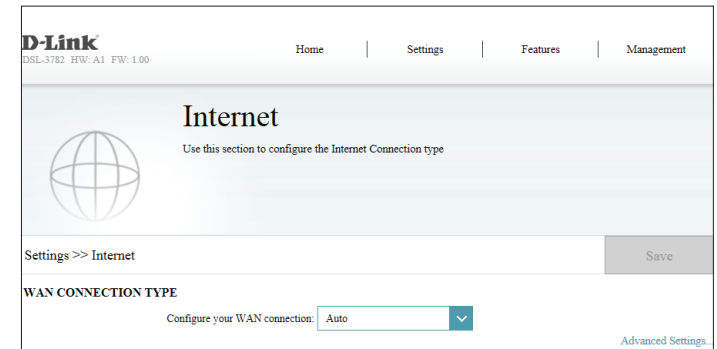 D-Link
DSL-3782 HW: A1 FW: 1.00
Home Settings Features Management
Internet
Use this section to configure the Internet Connection type
Settings >> Internet Save
WAN CONNECTION TYPE
Configure your WAN connection: Auto
Advanced Settings...